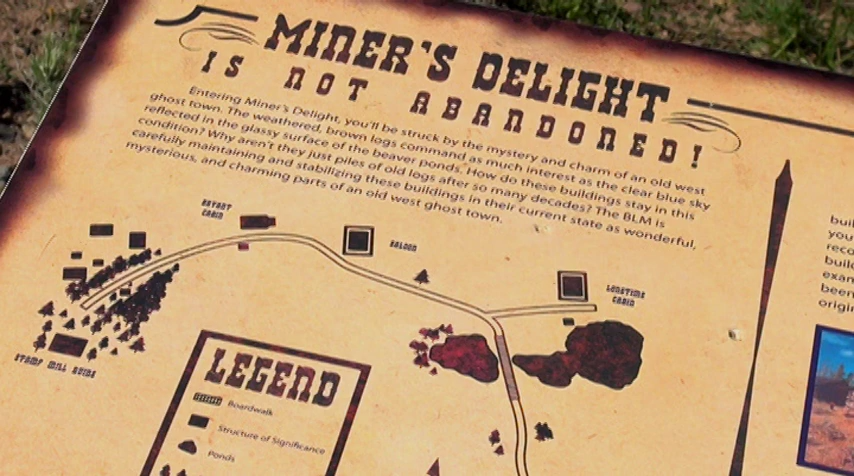 MINER'S DELIGHT
IS NOT ABANDONED!
Entering Miner's Delight, you'll be struck by the mystery and charm of an old west
ghost town. The weathered, brown logs command as much interest as the clear blue sky
reflected in the glassy surface of the beaver ponds. How do these buildings stay in this
condition? Why aren't they just piles of old logs after so many decades? The BLM is
carefully maintaining and stabilizing these buildings in their current state as wonderful,
mysterious, and charming parts of an old west ghost town.
BRYANT
CABIN
SALOON
LONGTIME
CABIN
STAMP MILL RUINS
LEGEND
Boardwalk
Structure of Significance
Ponds
buil
you
reco
build
exam
been
origin